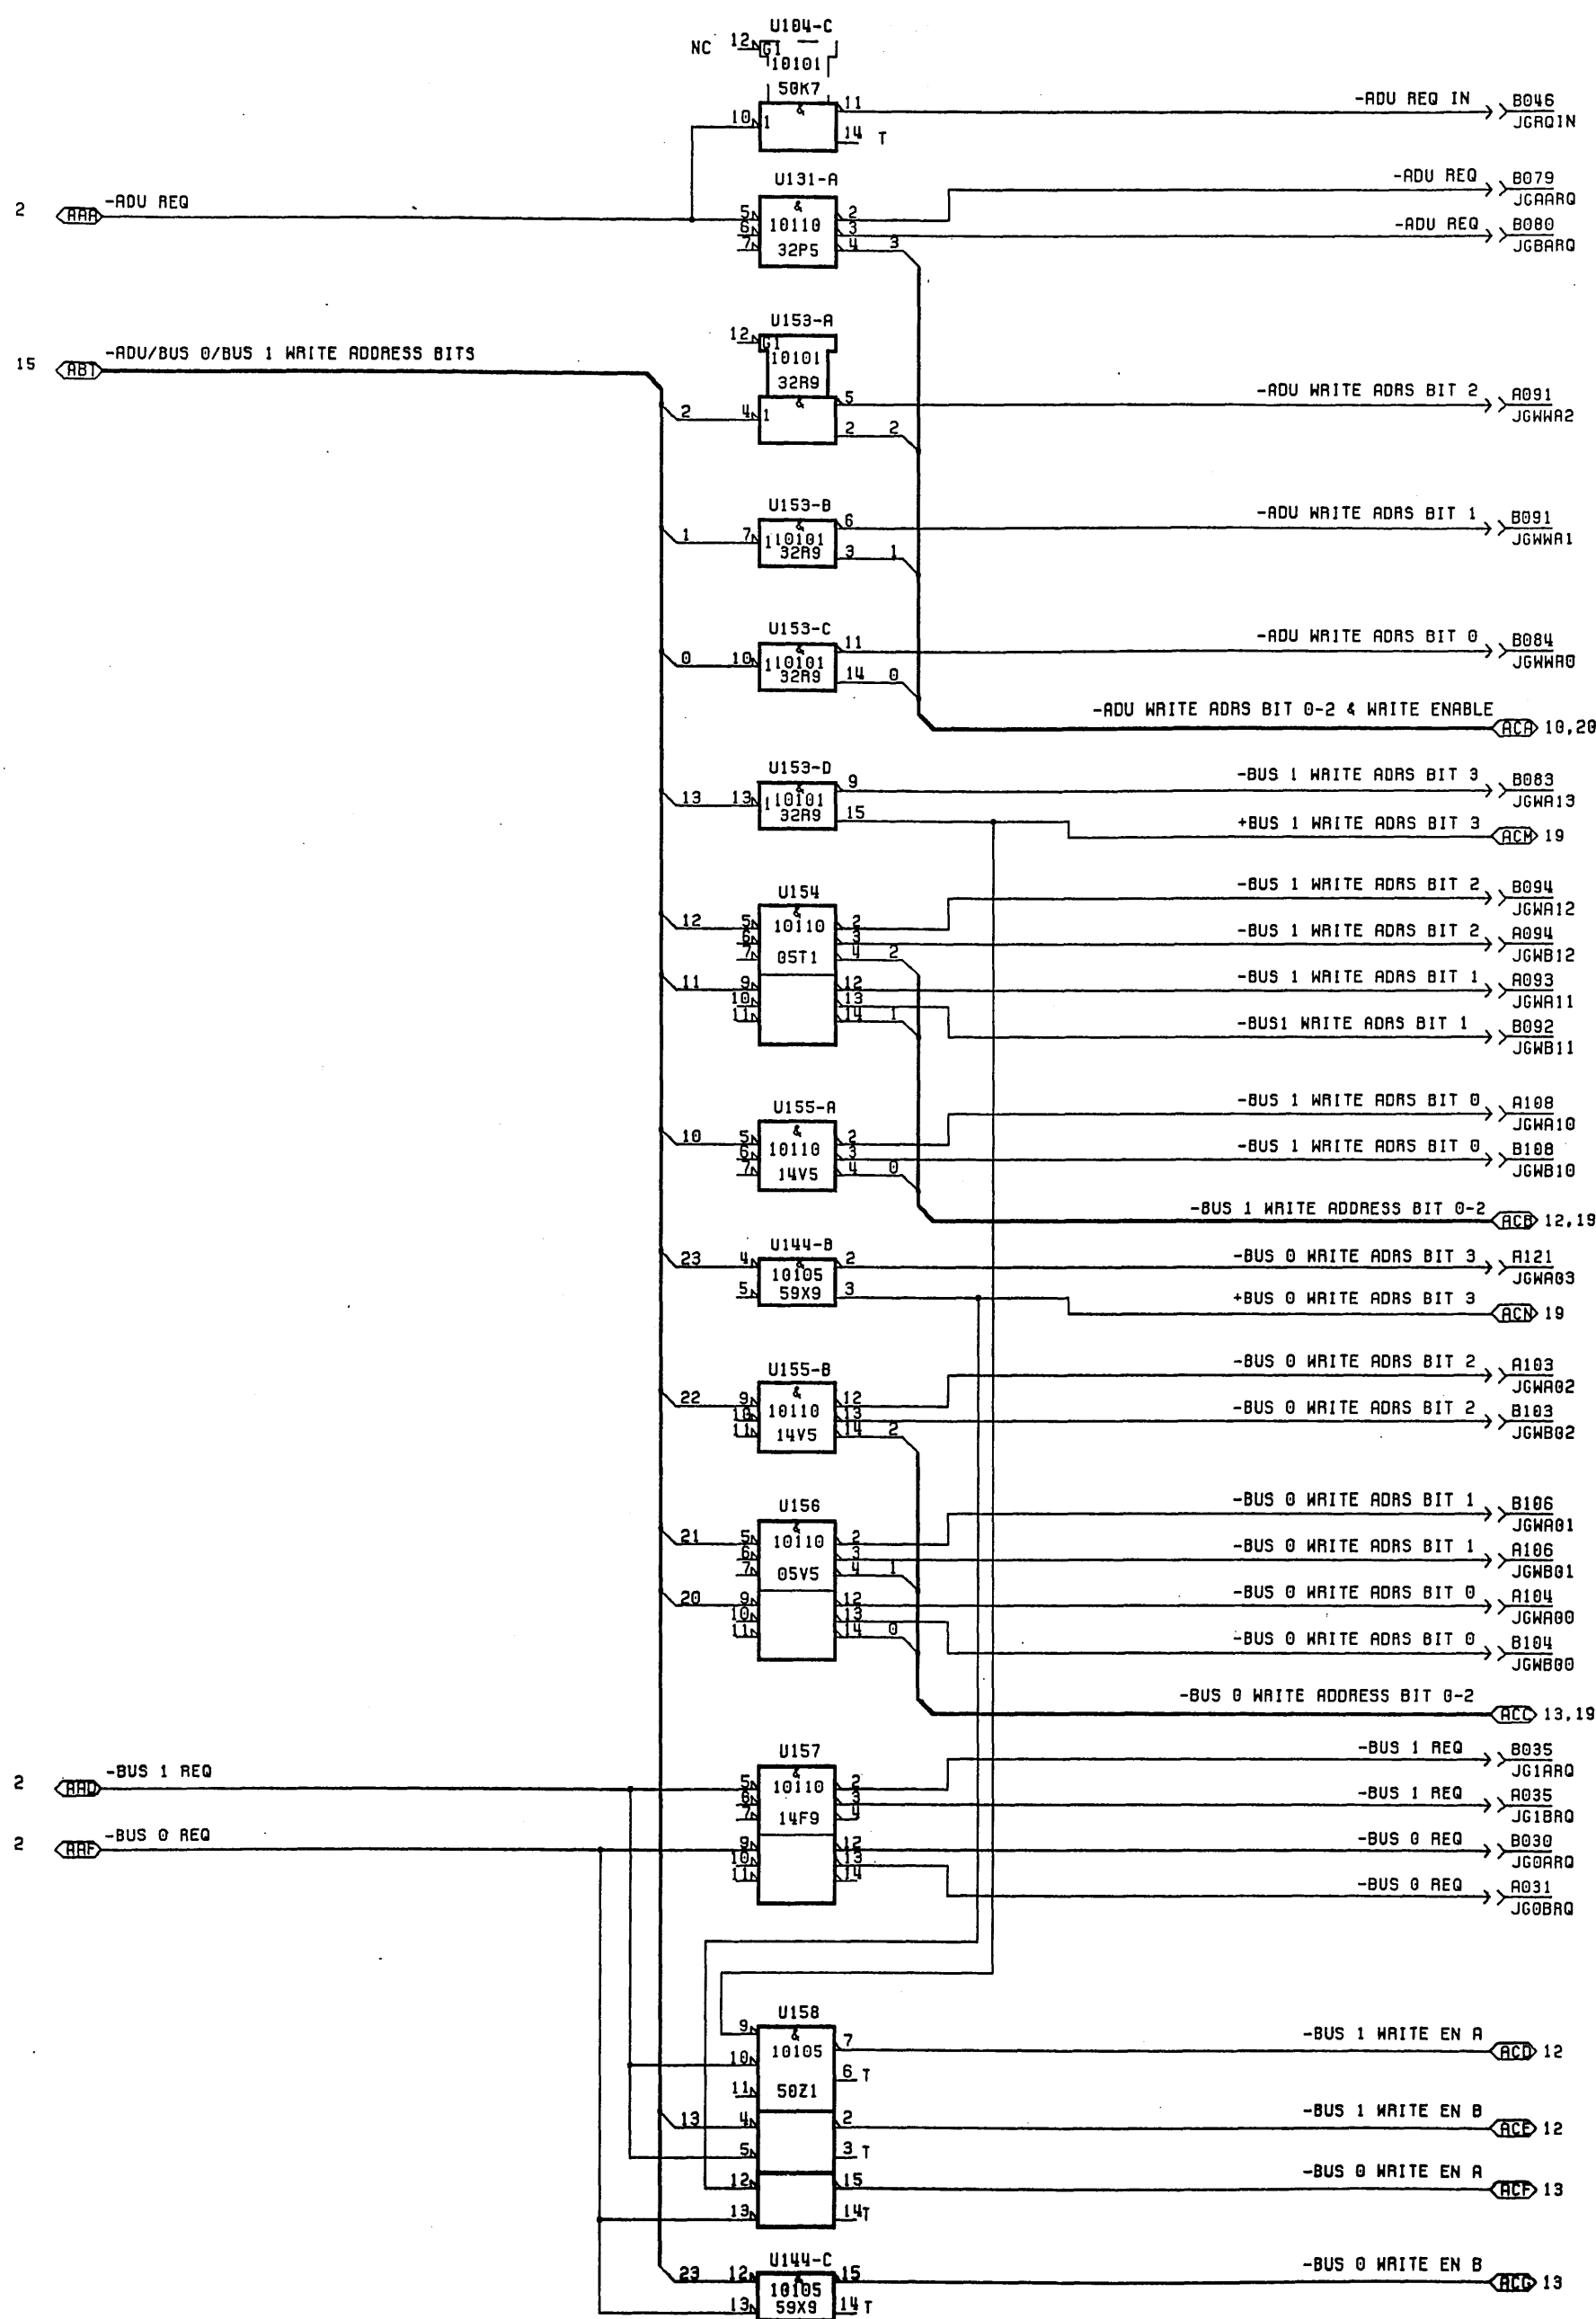 U104-C
NC 12 G1
10101
50K7
& 11 -ADU REQ IN B046
10 1 JGRQIN
14 T
U131-A
-ADU REQ B079
JGAARQ
2 AAA -ADU REQ
5 10110 2
6 3 -ADU REQ B080
7 32P5 4 3 JGBARQ
U153-A
12 G1
15 ABT -ADU/BUS 0/BUS 1 WRITE ADDRESS BITS
10101
32R9
2 4 1 & 5 -ADU WRITE ADRS BIT 2 A091
JGWWA2
2 2
U153-B
1 7 1 & 10101 6 -ADU WRITE ADRS BIT 1 B091
32R9 3 1 JGWWA1
U153-C
0 10 1 & 10101 11 -ADU WRITE ADRS BIT 0 B084
32R9 14 0 JGWWA0
-ADU WRITE ADRS BIT 0-2 & WRITE ENABLE ACA 10,20
U153-D
13 13 1 & 10101 9 -BUS 1 WRITE ADRS BIT 3 B083
32R9 15 JGWA13
+BUS 1 WRITE ADRS BIT 3 ACM 19
U154
& -BUS 1 WRITE ADRS BIT 2 B094
JGWA12
12 5 10110 2
6 3 -BUS 1 WRITE ADRS BIT 2 A094
7 05T1 4 2 JGWB12
11 9 12 -BUS 1 WRITE ADRS BIT 1 A093
10 13 JGWA11
11 14 1
-BUS1 WRITE ADRS BIT 1 B092
JGWB11
U155-A
& -BUS 1 WRITE ADRS BIT 0 A108
JGWA10
10 5 10110 2
6 3 -BUS 1 WRITE ADRS BIT 0 B108
7 14V5 4 0 JGWB10
-BUS 1 WRITE ADDRESS BIT 0-2 ACB 12,19
U144-B
23 4 & 10105 2 -BUS 0 WRITE ADRS BIT 3 A121
JGWA03
5 59X9 3 +BUS 0 WRITE ADRS BIT 3 ACN 19
U155-B
& -BUS 0 WRITE ADRS BIT 2 A103
JGWA02
22 9 10110 12
10 13 -BUS 0 WRITE ADRS BIT 2 B103
11 14V5 14 2 JGWB02
U156
& -BUS 0 WRITE ADRS BIT 1 B106
JGWA01
21 5 10110 2
6 3 -BUS 0 WRITE ADRS BIT 1 A106
7 05V5 4 1 JGWB01
20 9 12 -BUS 0 WRITE ADRS BIT 0 A104
10 13 JGWA00
11 14 0
-BUS 0 WRITE ADRS BIT 0 B104
JGWB00
-BUS 0 WRITE ADDRESS BIT 0-2 ACC 13,19
U157
-BUS 1 REQ B035
JG1ARQ
2 AAD -BUS 1 REQ
5 & 10110 2
6 3 -BUS 1 REQ A035
7 14F9 4 JG1BRQ
2 AAF -BUS 0 REQ
9 12 -BUS 0 REQ B030
10 13 JG0ARQ
11 14
-BUS 0 REQ A031
JG0BRQ
U158
9 & 10105 7 -BUS 1 WRITE EN A ACD 12
10 6 T
11 50Z1
13 4 2 -BUS 1 WRITE EN B ACE 12
5 3 T
12 15 -BUS 0 WRITE EN A ACF 13
13 14 T
U144-C
23 12 & 10105 15 -BUS 0 WRITE EN B ACG 13
13 59X9 14 T